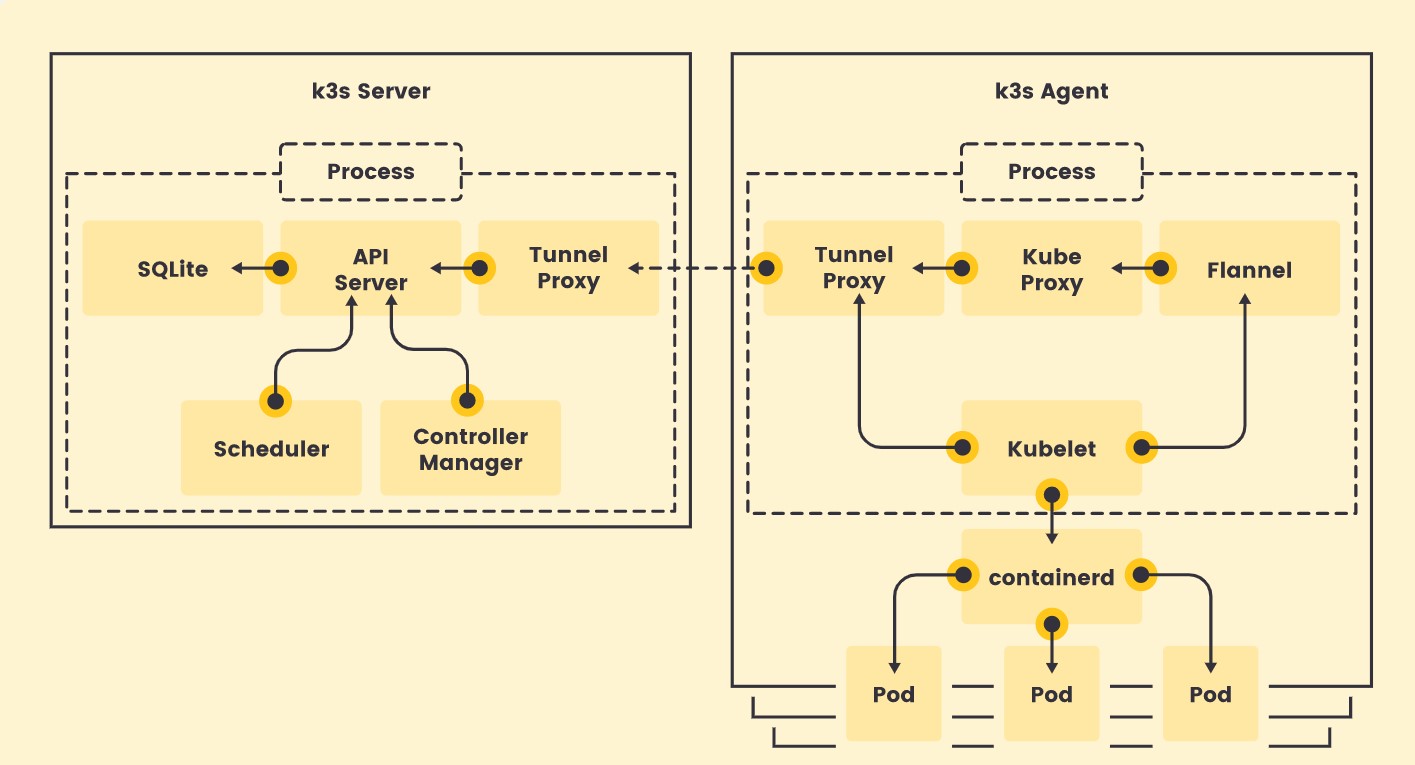 k3s Server
k3s Agent
Process
Process
SQLite
API
Server
Tunnel
Proxy
Tunnel
Proxy
Kube
Proxy
Flannel
Scheduler
Controller
Manager
Kubelet
containerd
Pod
Pod
Pod